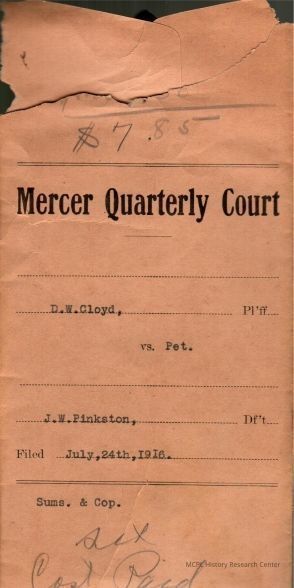 $7.85
Mercer Quarterly Court
D.W.Cloyd, Pl'ff
vs. Pet.
J.W.Pinkston, Df't
Filed July,24th,1916.
Sums. & Cop.
MCPL History Research Center
Cost Paid